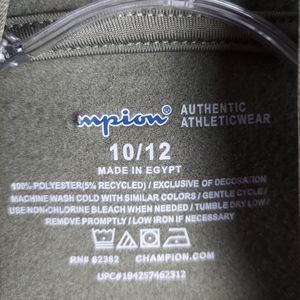 mpion® AUTHENTIC
ATHLETICWEAR
10/12
MADE IN EGYPT
100% POLYESTER(5% RECYCLED) / EXCLUSIVE OF DECORATION
MACHINE WASH COLD WITH SIMILAR COLORS / GENTLE CYCLE /
USE NON-CHLORINE BLEACH WHEN NEEDED / TUMBLE DRY LOW /
REMOVE PROMPTLY / LOW IRON IF NECESSARY
RN# 62382 CHAMPION.COM
UPC#194257462312